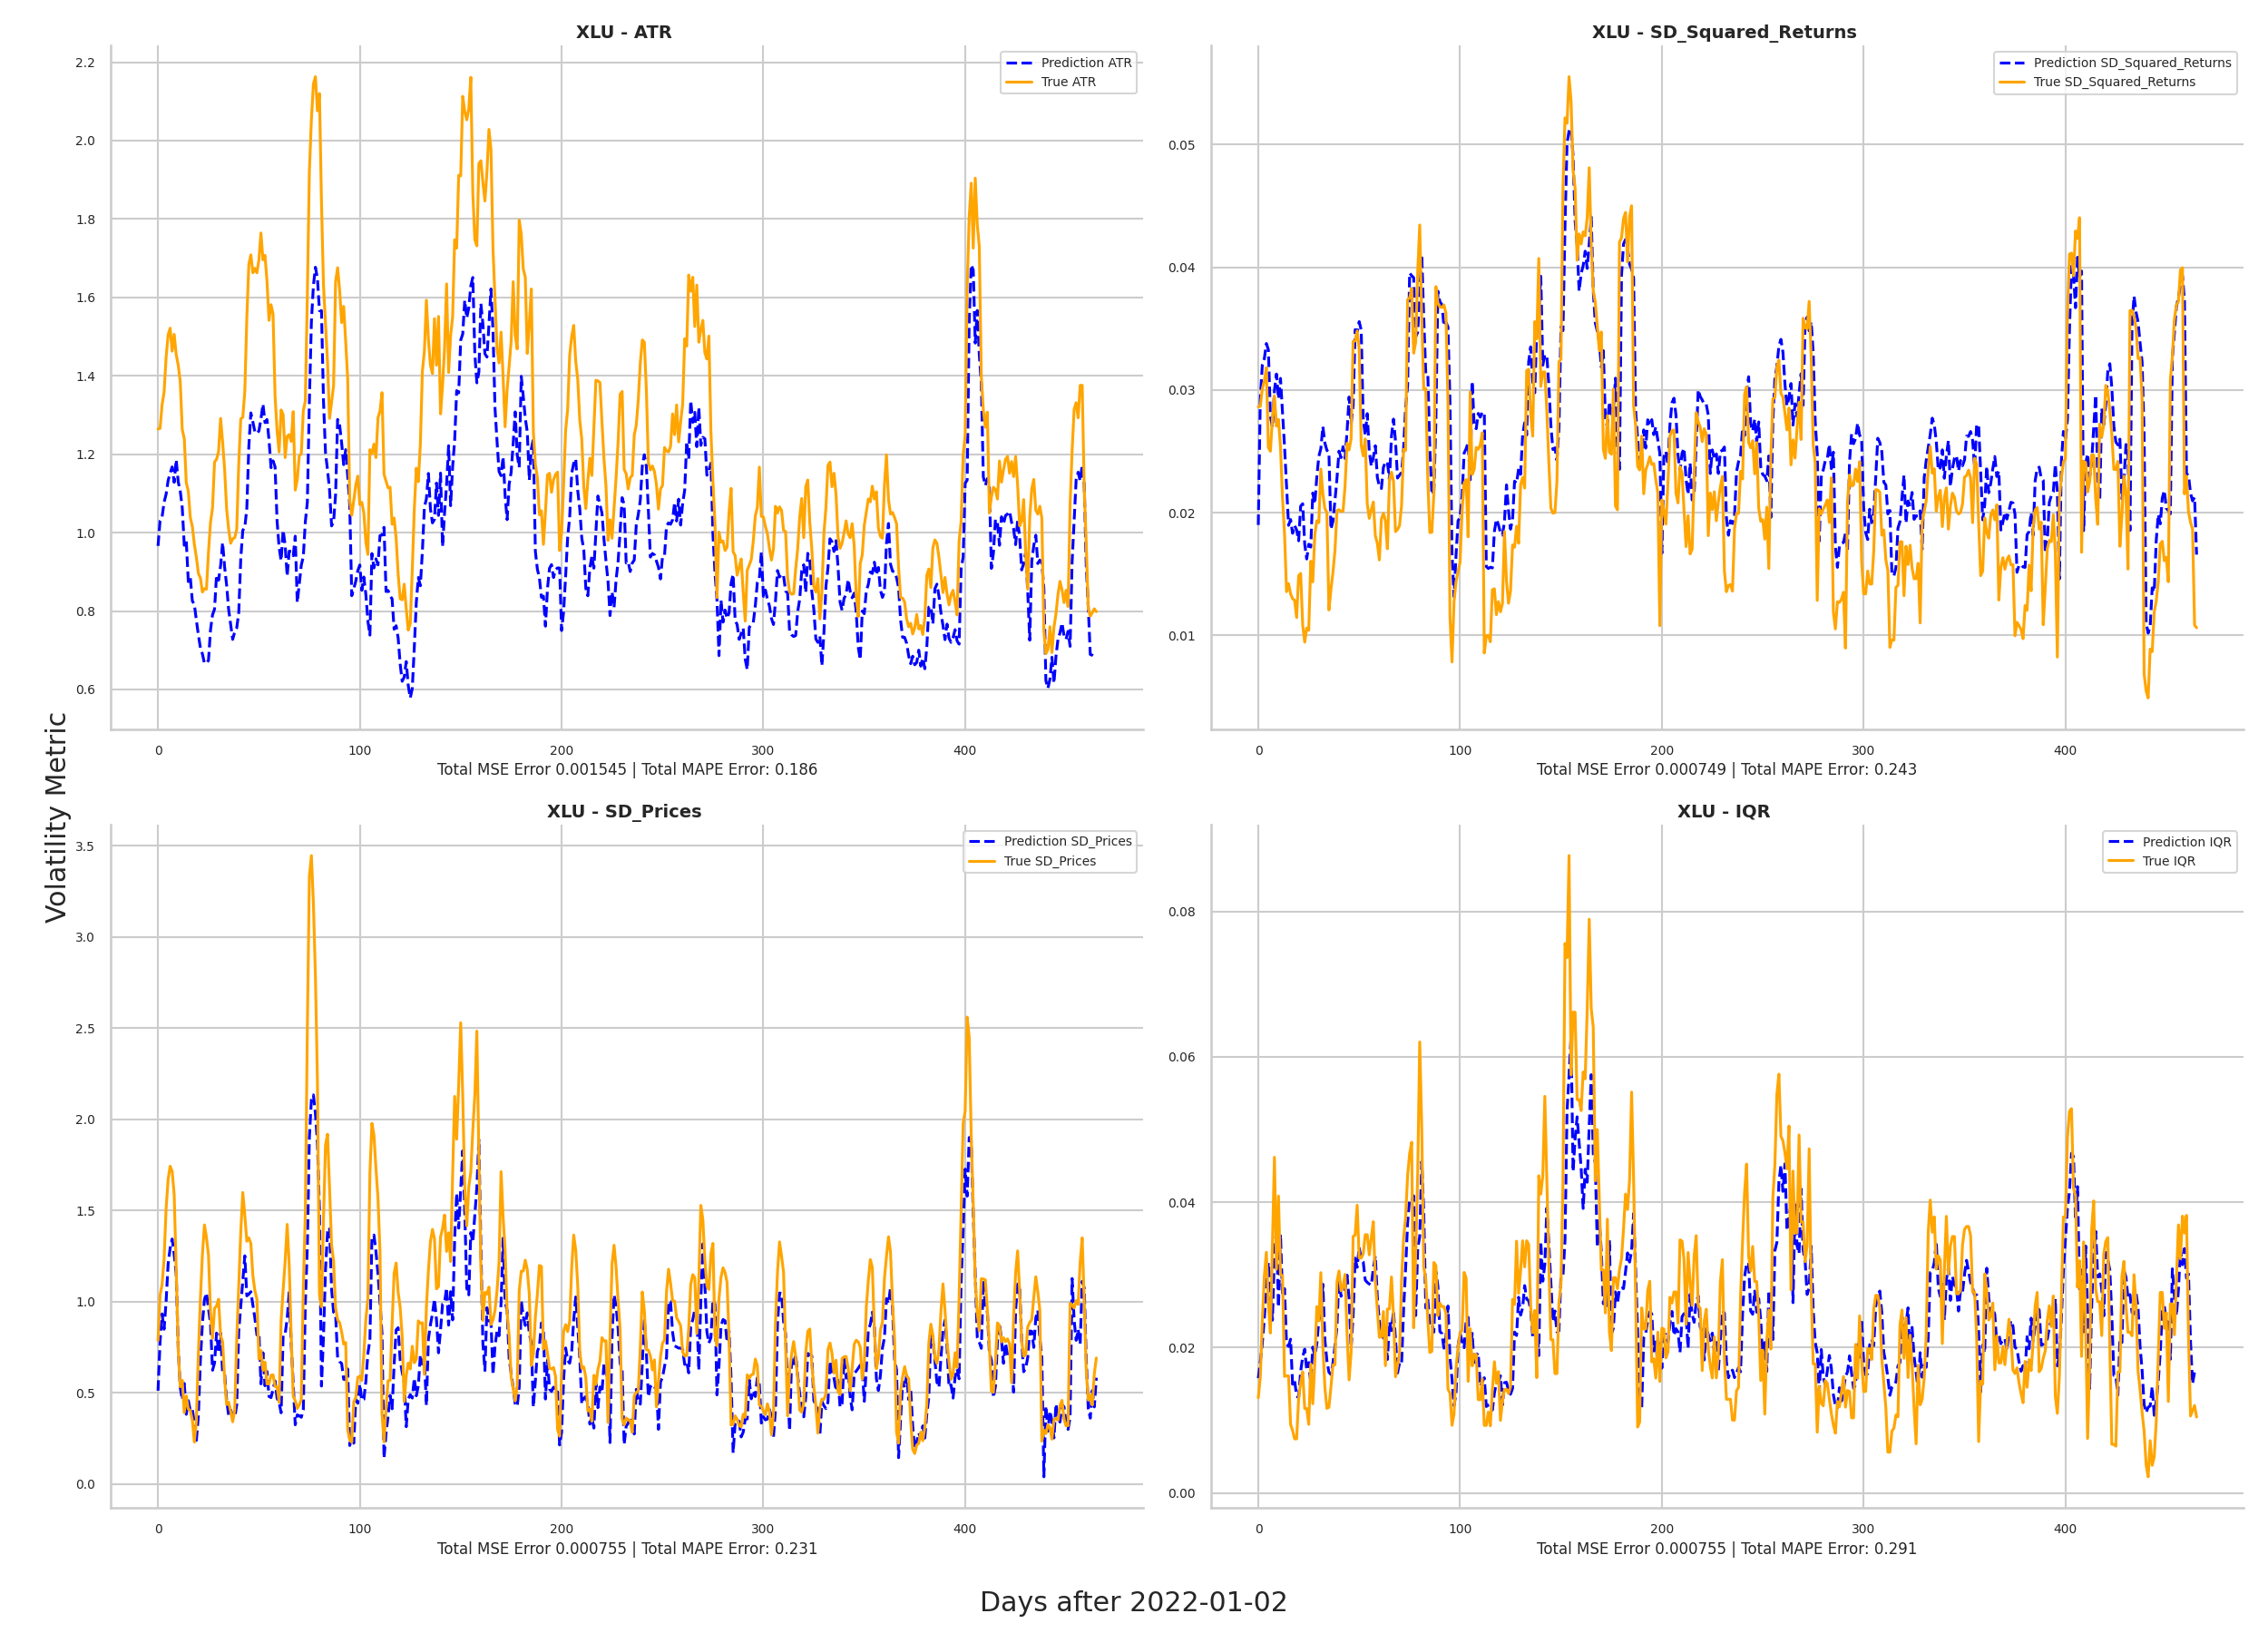 Volatility Metric
XLU - ATR
Prediction ATR
True ATR
2.2
2.0
1.8
1.6
1.4
1.2
1.0
0.8
0.6
0 100 200 300 400
Total MSE Error 0.001545 | Total MAPE Error: 0.186
XLU - SD_Squared_Returns
Prediction SD_Squared_Returns
True SD_Squared_Returns
0.05
0.04
0.03
0.02
0.01
0 100 200 300 400
Total MSE Error 0.000749 | Total MAPE Error: 0.243
XLU - SD_Prices
Prediction SD_Prices
True SD_Prices
3.5
3.0
2.5
2.0
1.5
1.0
0.5
0.0
0 100 200 300 400
Total MSE Error 0.000755 | Total MAPE Error: 0.231
XLU - IQR
Prediction IQR
True IQR
0.08
0.06
0.04
0.02
0.00
0 100 200 300 400
Total MSE Error 0.000755 | Total MAPE Error: 0.291
Days after 2022-01-02